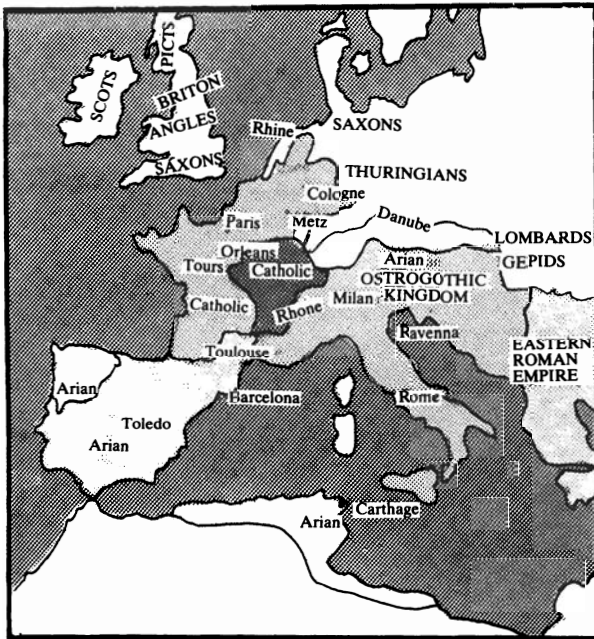 PICTS
SCOTS
BRITON
ANGLES
SAXONS
Rhine
SAXONS
THURINGIANS
Cologne
Paris
Metz
Danube
LOMBARDS
Orleans
Tours
Catholic
Arian
GEPIDS
OSTROGOTHIC
KINGDOM
Catholic
Rhone
Milan
Ravenna
Toulouse
EASTERN
ROMAN
EMPIRE
Arian
Barcelona
Rome
Toledo
Arian
Arian
Carthage